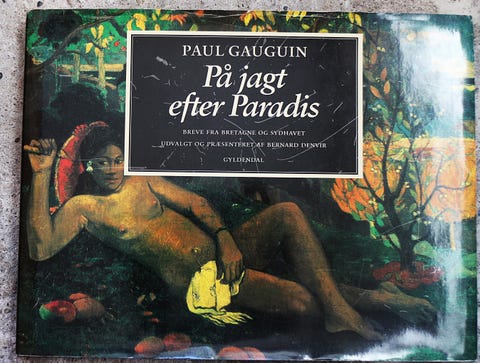 PAUL GAUGUIN
På jagt
efter Paradis
BREVE FRA BRETAGNE OG SYDHAVET
UDVALGT OG PRÆSENTERET AF BERNARD DENVIR
GYLDENDAL